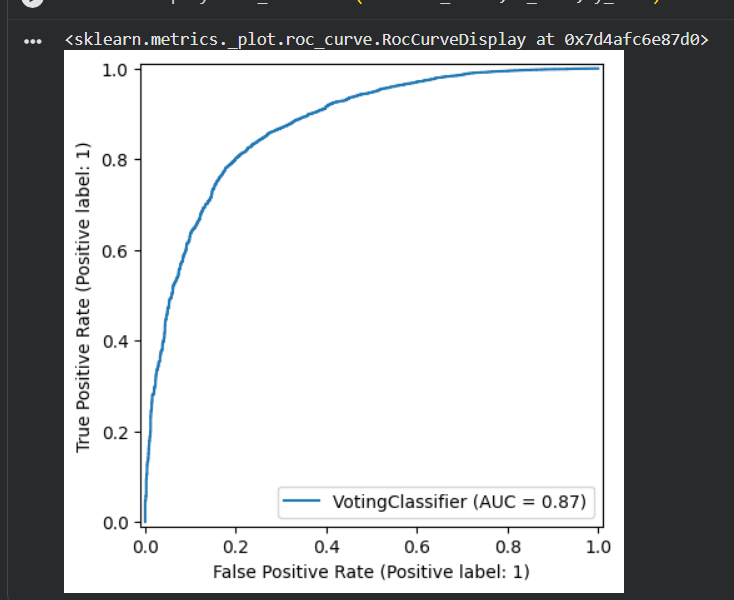 <sklearn.metrics._plot.roc_curve.RocCurveDisplay at 0x7d4afc6e87d0>
1.0
0.8
0.6
0.4
0.2
0.0
True Positive Rate (Positive label: 1)
VotingClassifier (AUC = 0.87)
0.0 0.2 0.4 0.6 0.8 1.0
False Positive Rate (Positive label: 1)